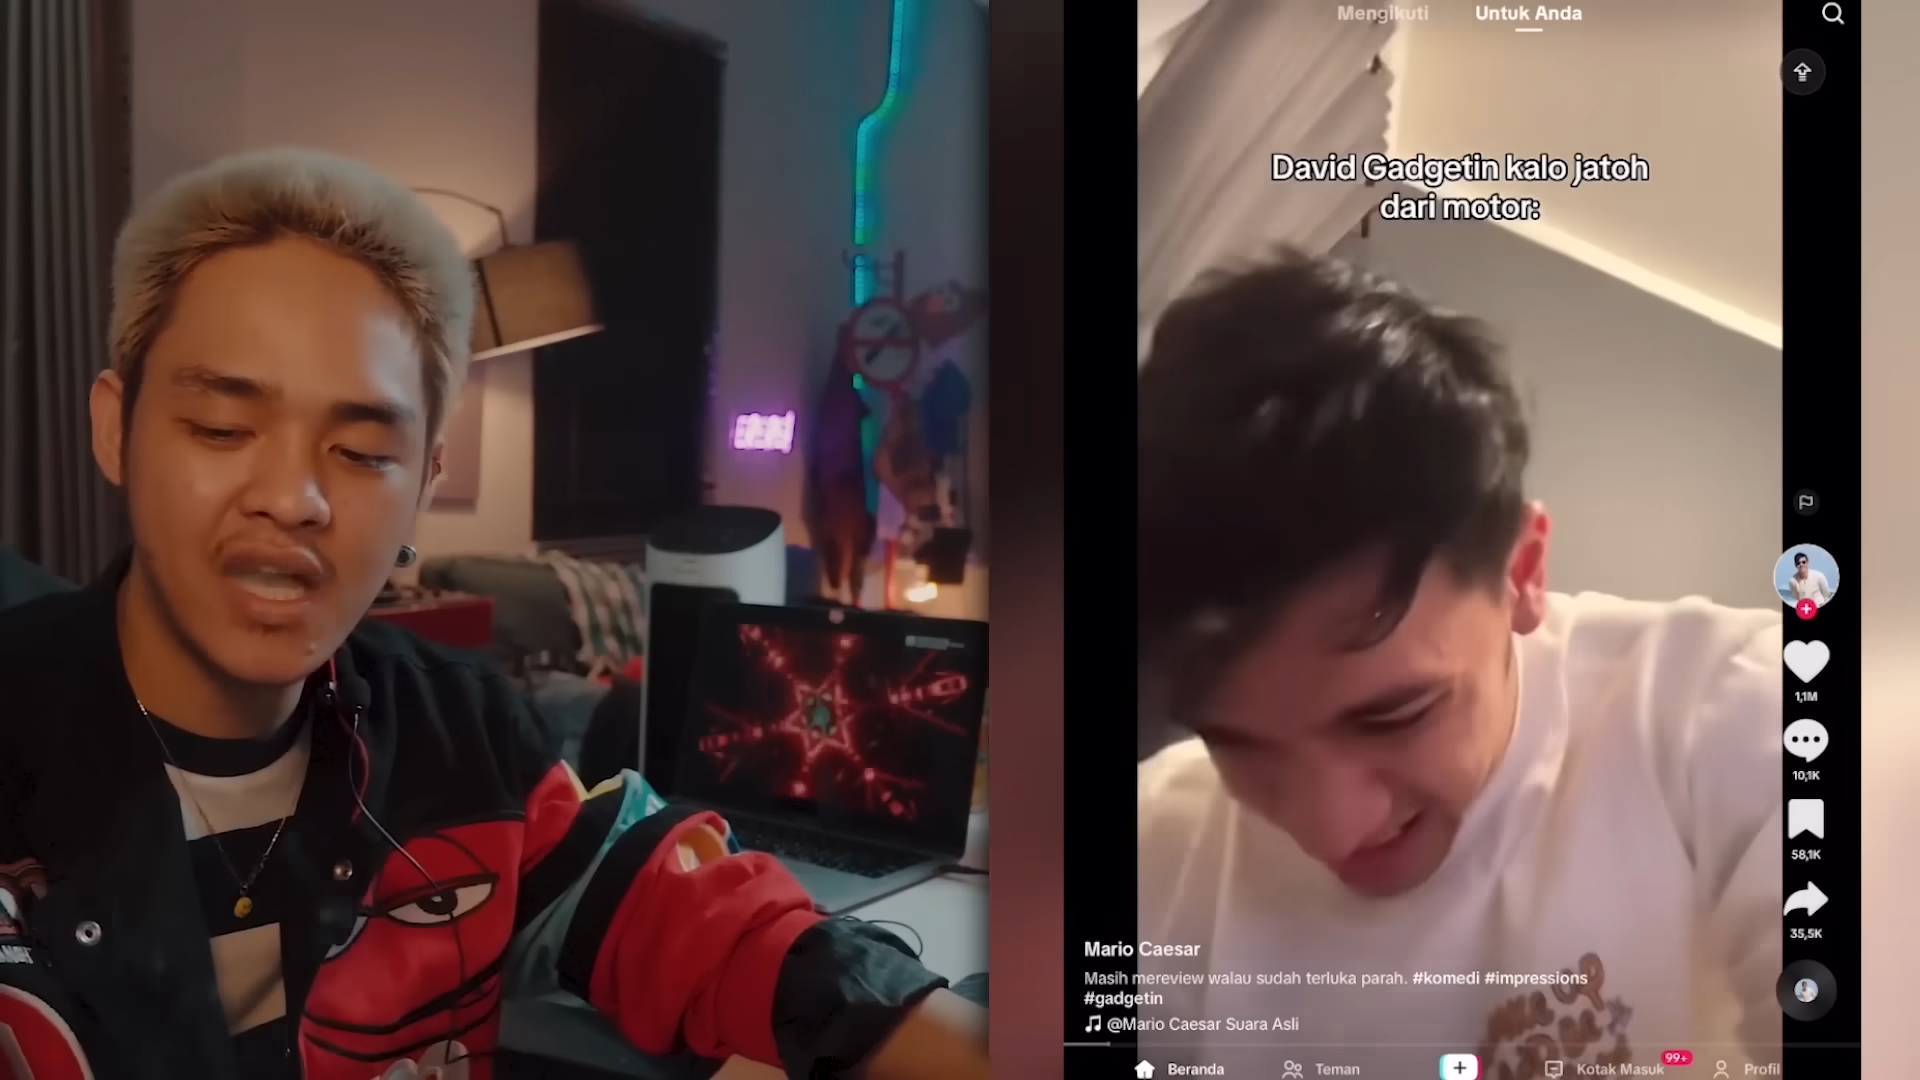 Mengikuti
Untuk Anda
David Gadgetin kalo jatoh
dari motor:
1,1M
10,1K
58,1K
35,5K
Mario Caesar
Masih mereview walau sudah terluka parah. #komedi #impressions
#gadgetin
@Mario Caesar Suara Asli
Beranda
Teman
Kotak Masuk
99+
Profil